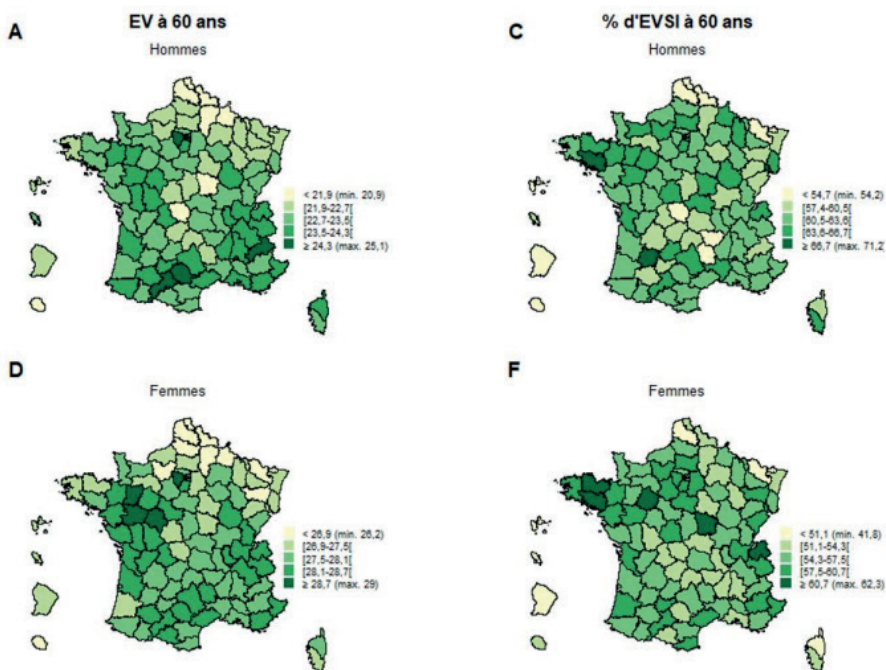 EV à 60 ans
% d'EVSI à 60 ans
A
Hommes
C
Hommes
< 21,9 (min. 20,9)
[21,9-22,7[
[22,7-23,5[
[23,5-24,3[
≥ 24,3 (max. 25,1)
< 54,7 (min. 54,2)
[57,4-60,5[
[60,5-63,6[
[63,6-66,7[
≥ 66,7 (max. 71,2)
D
Femmes
F
Femmes
< 26,9 (min. 26,2)
[26,9-27,5[
[27,5-28,1[
[28,1-28,7[
≥ 28,7 (max. 29)
< 51,1 (min. 41,8)
[51,1-54,3[
[54,3-57,5[
[57,5-60,7[
≥ 60,7 (max. 62,3)